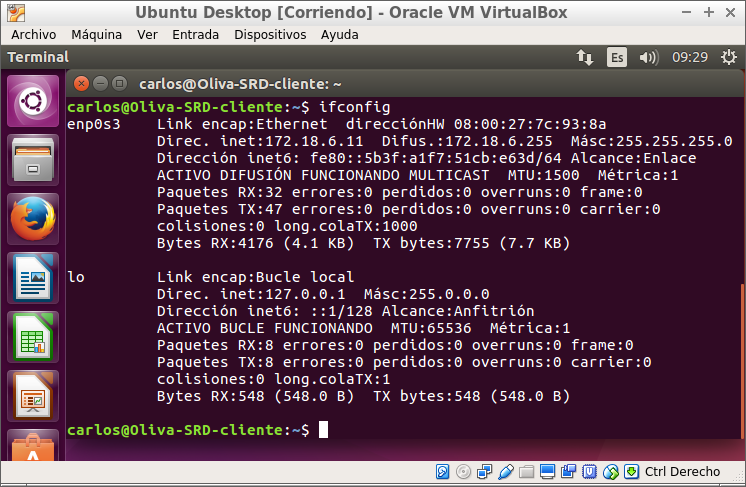 Ubuntu Desktop [Corriendo] - Oracle VM VirtualBox
Archivo Máquina Ver Entrada Dispositivos Ayuda
Terminal Es 09:29
carlos@Oliva-SRD-cliente: ~
carlos@Oliva-SRD-cliente:~$ ifconfig
enp0s3 Link encap:Ethernet direcciónHW 08:00:27:7c:93:8a
Direc. inet:172.18.6.11 Difus.:172.18.6.255 Másc:255.255.255.0
Dirección inet6: fe80::5b3f:a1f7:51cb:e63d/64 Alcance:Enlace
ACTIVO DIFUSIÓN FUNCIONANDO MULTICAST MTU:1500 Métrica:1
Paquetes RX:32 errores:0 perdidos:0 overruns:0 frame:0
Paquetes TX:47 errores:0 perdidos:0 overruns:0 carrier:0
colisiones:0 long.colaTX:1000
Bytes RX:4176 (4.1 KB) TX bytes:7755 (7.7 KB)
lo Link encap:Bucle local
Direc. inet:127.0.0.1 Másc:255.0.0.0
Dirección inet6: ::1/128 Alcance:Anfitrión
ACTIVO BUCLE FUNCIONANDO MTU:65536 Métrica:1
Paquetes RX:8 errores:0 perdidos:0 overruns:0 frame:0
Paquetes TX:8 errores:0 perdidos:0 overruns:0 carrier:0
colisiones:0 long.colaTX:1
Bytes RX:548 (548.0 B) TX bytes:548 (548.0 B)
carlos@Oliva-SRD-cliente:~$
Ctrl Derecho